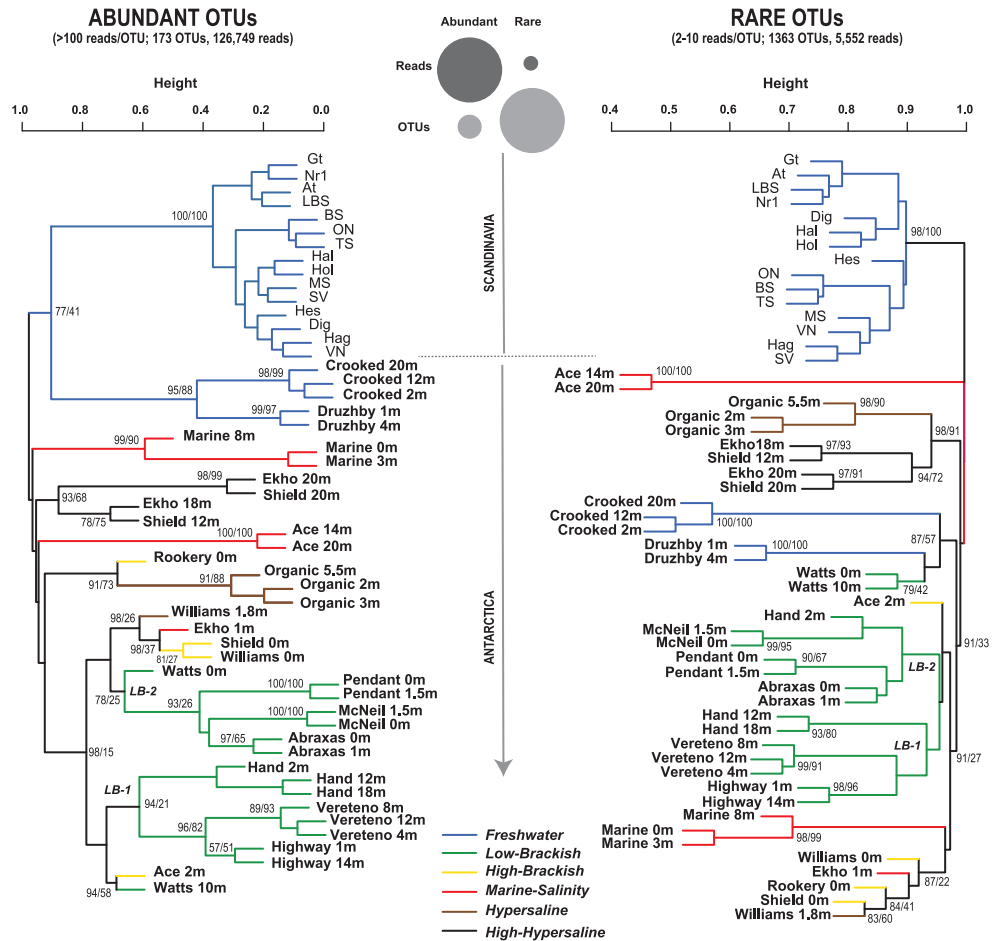 ABUNDANT OTUs
(>100 reads/OTU; 173 OTUs, 126,749 reads)
Height
1.0 0.8 0.6 0.4 0.2 0.0
Abundant Rare
Reads
OTUs
RARE OTUs
(2-10 reads/OTU; 1363 OTUs, 5,552 reads)
Height
0.4 0.5 0.6 0.7 0.8 0.9 1.0
SCANDINAVIA
ANTARCTICA
Gt
Nr1
At
LBS
100/100
BS
ON
TS
Hal
Hol
MS
SV
Hes
Dig
Hag
VN
77/41
Crooked 20m
98/99
Crooked 12m
Crooked 2m
95/88
99/97
Druzhby 1m
Druzhby 4m
Marine 8m
99/90
Marine 0m
Marine 3m
98/99
Ekho 20m
Shield 20m
93/68
Ekho 18m
78/75
Shield 12m
Ace 14m
100/100
Ace 20m
Rookery 0m
91/73
91/88
Organic 5.5m
Organic 2m
Organic 3m
Williams 1.8m
98/26
Ekho 1m
98/37
Shield 0m
81/27
Williams 0m
Watts 0m
LB-2
78/25
93/26
100/100
Pendant 0m
Pendant 1.5m
100/100
McNeil 1.5m
McNeil 0m
97/65
Abraxas 0m
Abraxas 1m
98/15
Hand 2m
LB-1
Hand 12m
Hand 18m
94/21
89/93
Vereteno 8m
Vereteno 12m
Vereteno 4m
96/82
57/51
Highway 1m
Highway 14m
Ace 2m
94/58
Watts 10m
Gt
At
LBS
Nr1
Dig
Hal
Hol
98/100
Hes
ON
BS
TS
MS
VN
Hag
SV
Ace 14m
100/100
Ace 20m
Organic 5.5m
98/90
Organic 2m
Organic 3m
98/91
Ekho18m
97/93
Shield 12m
Ekho 20m
97/91
94/72
Shield 20m
Crooked 20m
Crooked 12m
100/100
Crooked 2m
87/57
Druzhby 1m
100/100
Druzhby 4m
Watts 0m
Watts 10m
79/42
Ace 2m
Hand 2m
McNeil 1.5m
McNeil 0m
99/95
91/33
Pendant 0m
90/67
LB-2
Pendant 1.5m
Abraxas 0m
Abraxas 1m
Hand 12m
Hand 18m
93/80
LB-1
Vereteno 8m
91/27
Vereteno 12m
99/91
Vereteno 4m
Highway 1m
98/96
Highway 14m
Marine 8m
Marine 0m
98/99
Marine 3m
Williams 0m
Ekho 1m
87/22
Rookery 0m
Shield 0m
84/41
Williams 1.8m
83/60
Freshwater
Low-Brackish
High-Brackish
Marine-Salinity
Hypersaline
High-Hypersaline